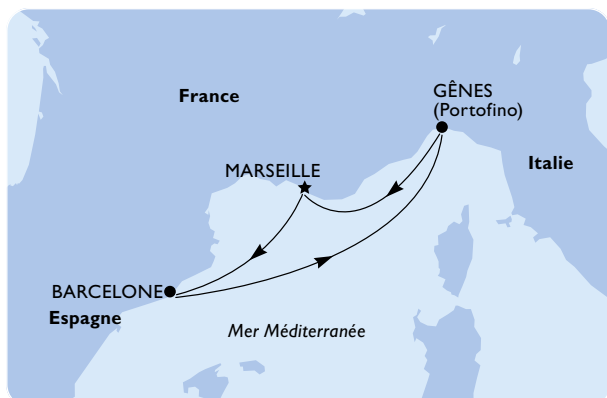 GÊNES
(Portofino)
France
Italie
MARSEILLE
BARCELONE
Espagne
Mer Méditerranée